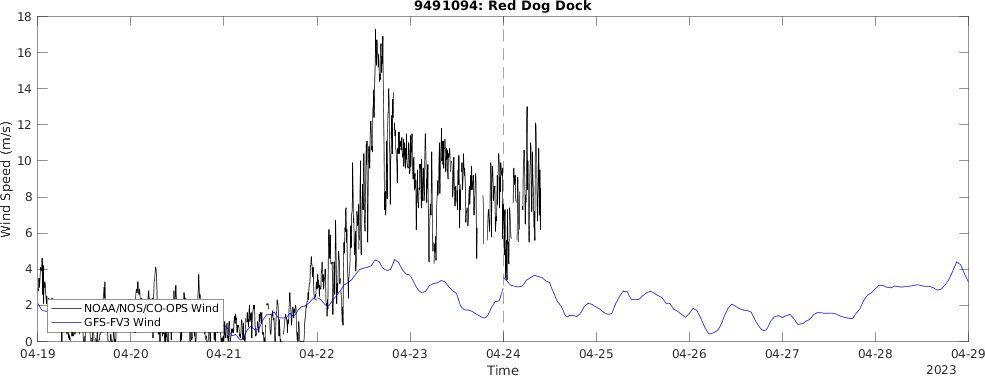 9491094: Red Dog Dock
18
16
14
12
10
8
6
4
2
0
Wind Speed (m/s)
NOAA/NOS/CO-OPS Wind
GFS-FV3 Wind
04-19 04-20 04-21 04-22 04-23 04-24 04-25 04-26 04-27 04-28 04-29
Time
2023